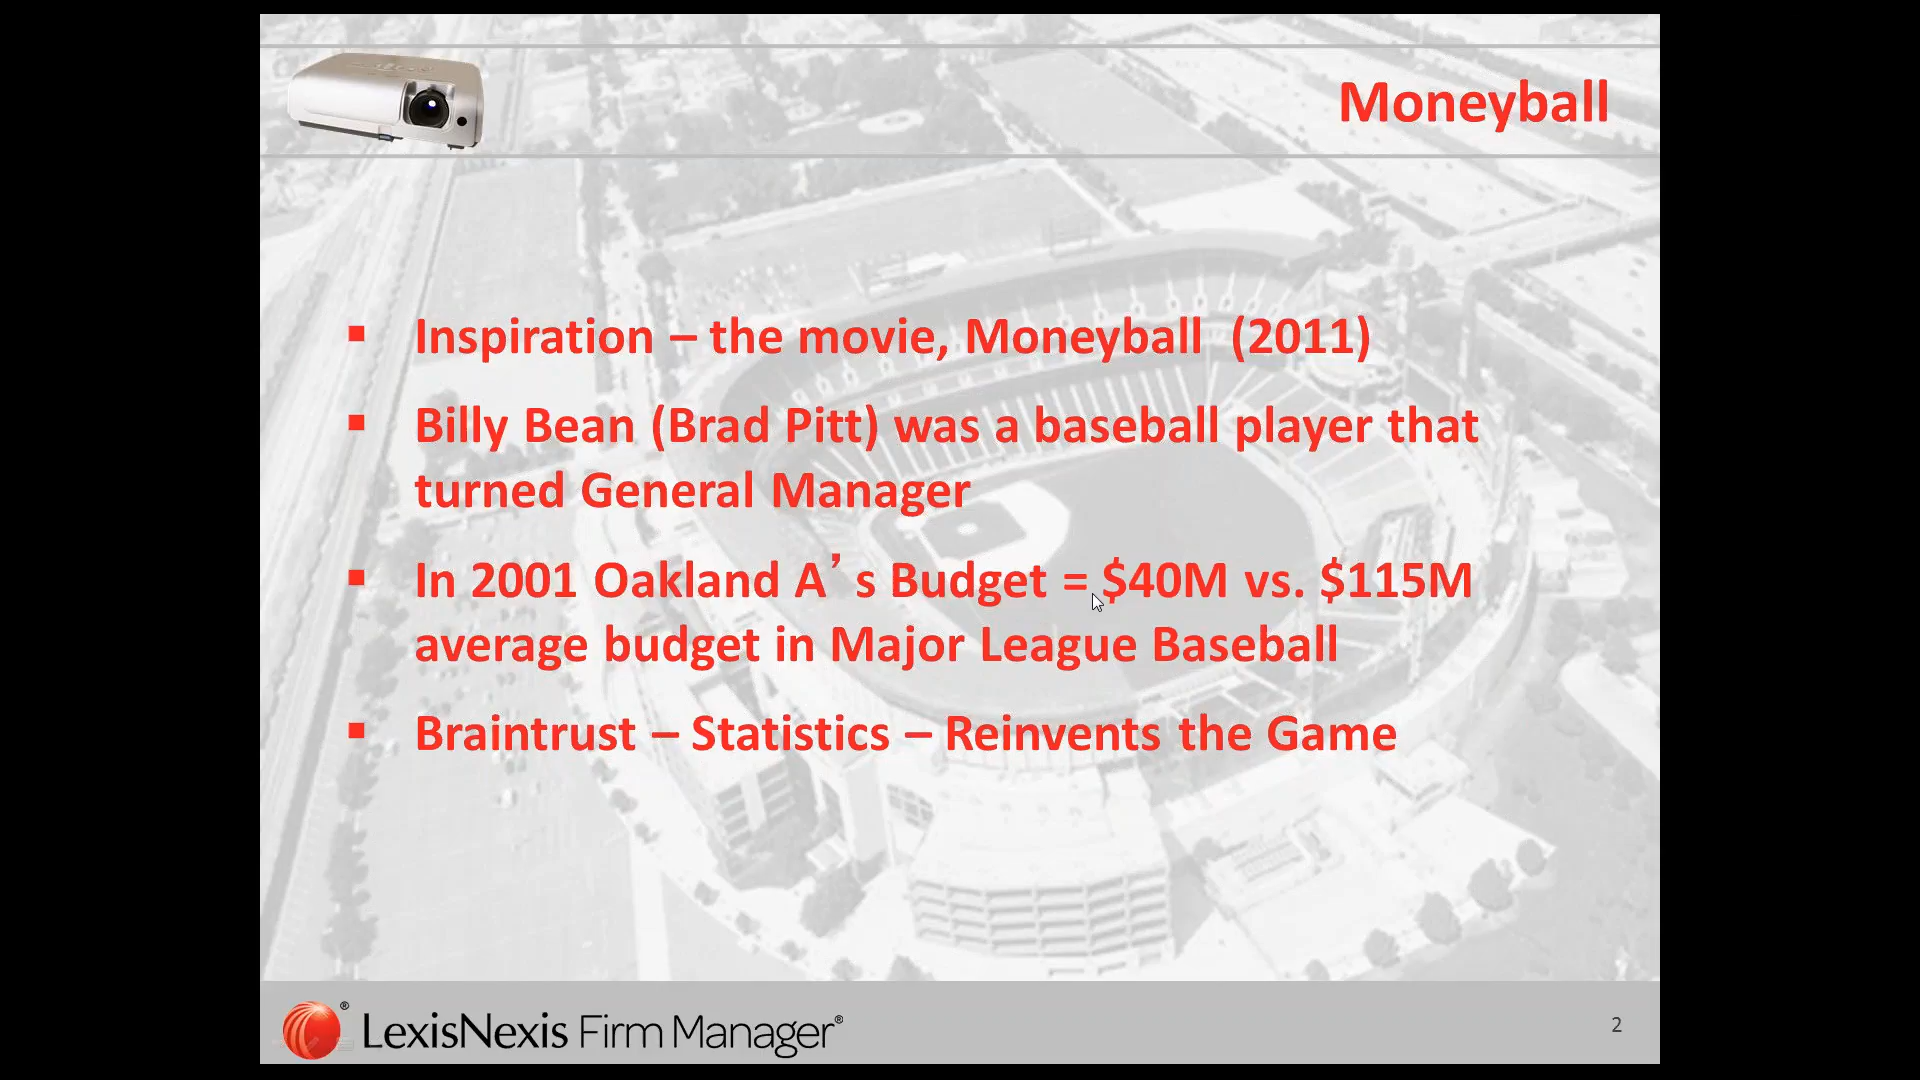 Moneyball
▪ Inspiration – the movie, Moneyball (2011)
▪ Billy Bean (Brad Pitt) was a baseball player that
turned General Manager
▪ In 2001 Oakland A’s Budget = $40M vs. $115M
average budget in Major League Baseball
▪ Braintrust – Statistics – Reinvents the Game
® LexisNexis Firm Manager®
2